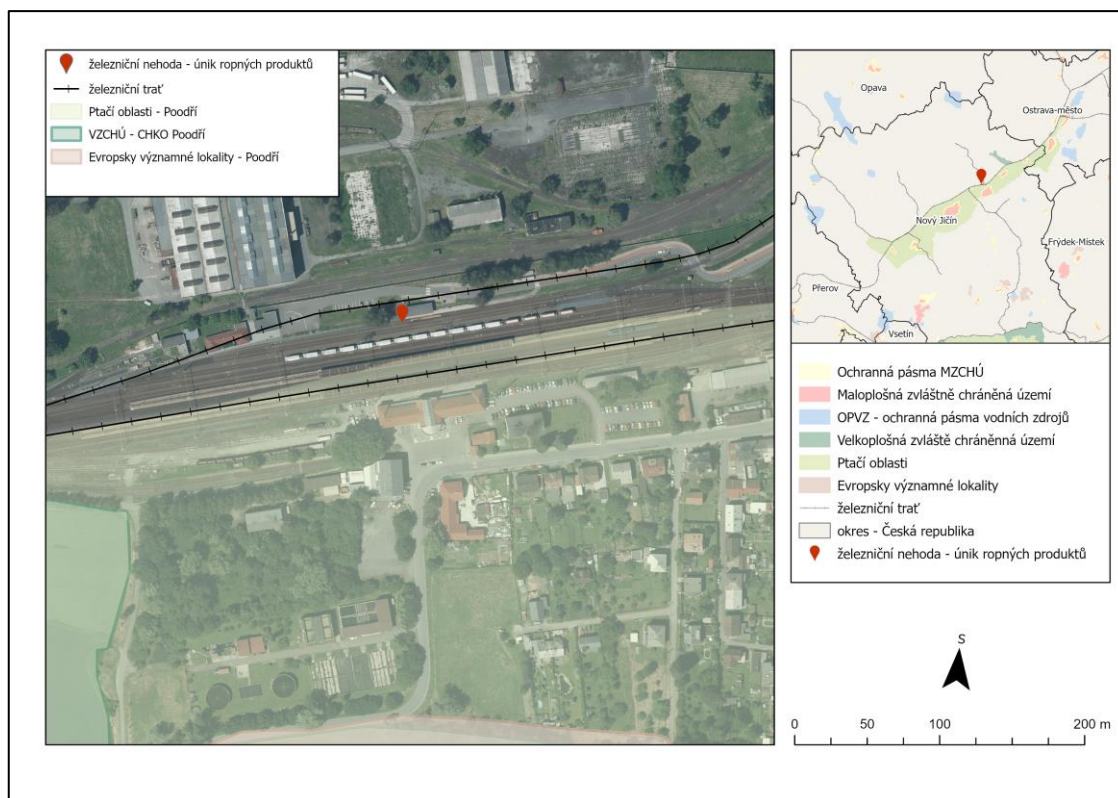 železniční nehoda - únik ropných produktů
železniční trať
Ptačí oblasti - Poodří
VZCHÚ - CHKO Poodří
Evropsky významné lokality - Poodří
Opava
Ostrava-město
Nový Jičín
Frýdek-Místek
Přerov
Vsetín
Ochranná pásma MZCHÚ
Maloplošná zvláštně chráněná území
OPVZ - ochranná pásma vodních zdrojů
Velkoplošná zvláště chráněnná území
Ptačí oblasti
Evropsky významné lokality
železniční trať
okres - Česká republika
železniční nehoda - únik ropných produktů
S
0 50 100 200 m